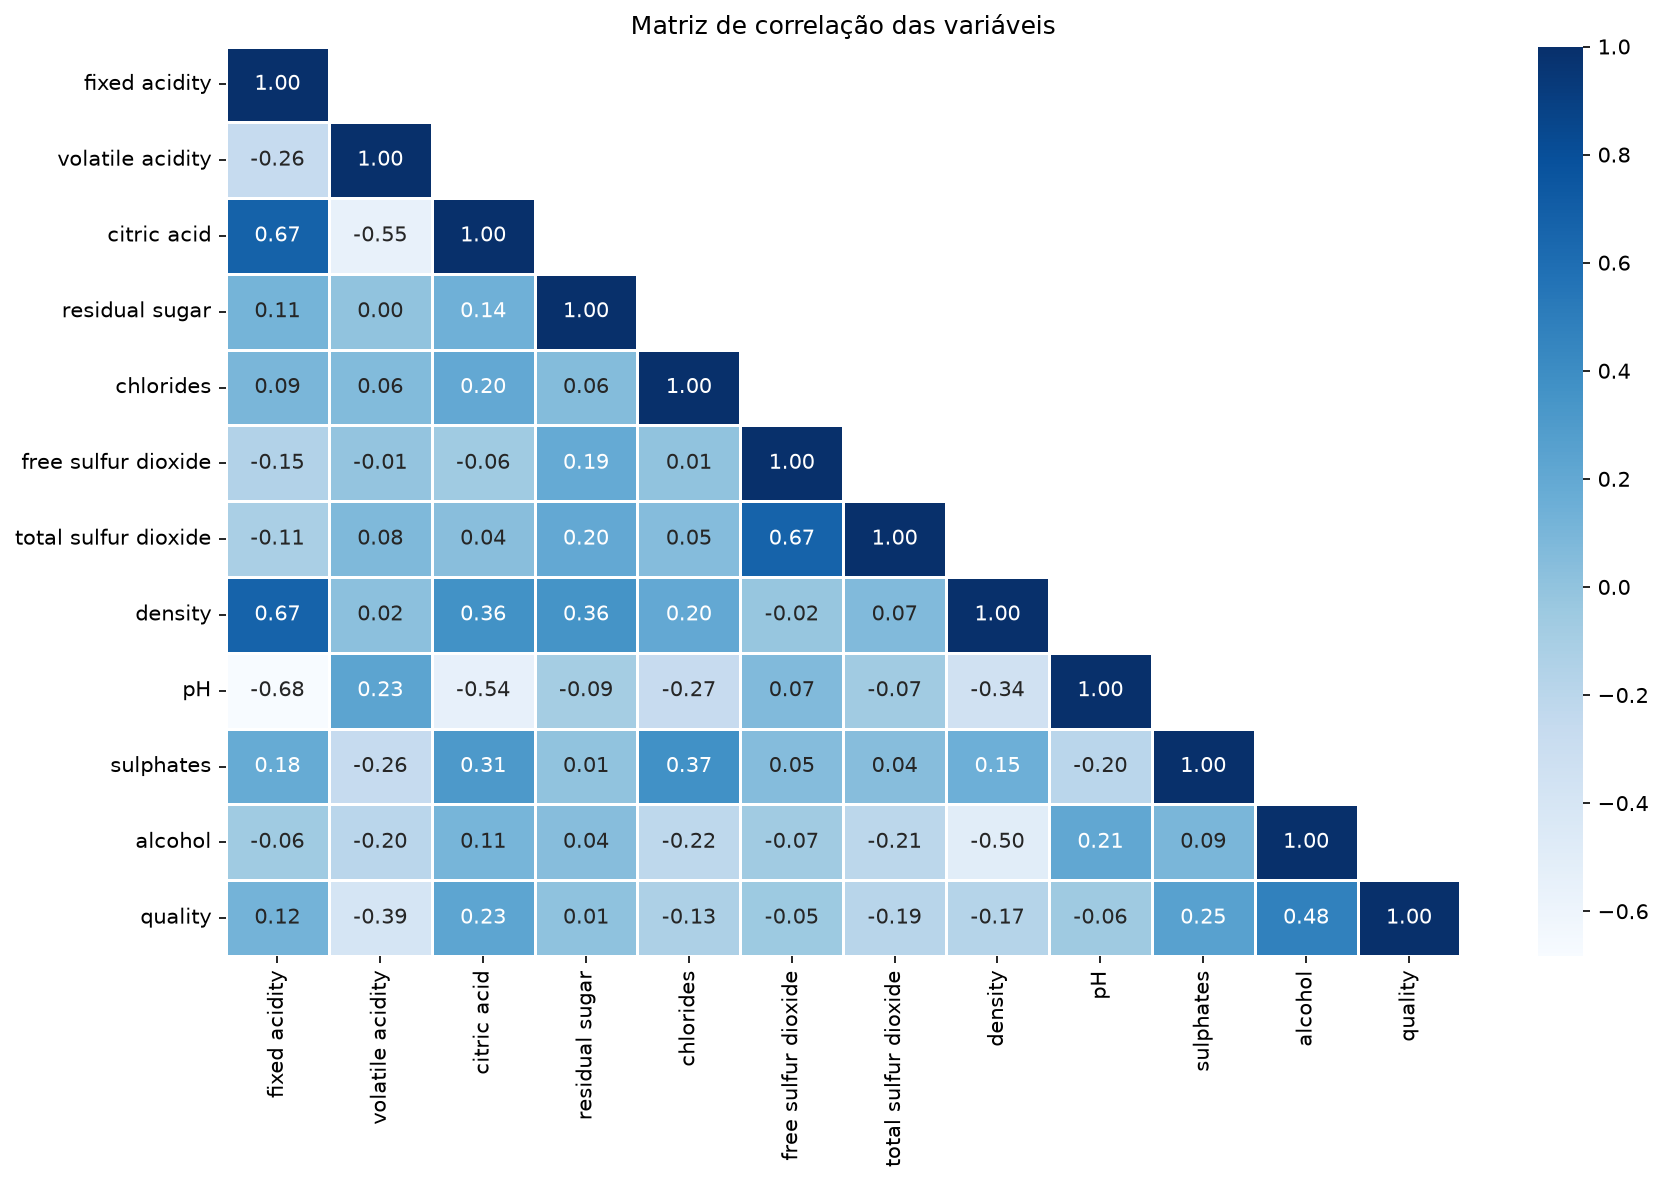 Matriz de correlação das variáveis
fixed acidity 1.00
volatile acidity -0.26 1.00
citric acid 0.67 -0.55 1.00
residual sugar 0.11 0.00 0.14 1.00
chlorides 0.09 0.06 0.20 0.06 1.00
free sulfur dioxide -0.15 -0.01 -0.06 0.19 0.01 1.00
total sulfur dioxide -0.11 0.08 0.04 0.20 0.05 0.67 1.00
density 0.67 0.02 0.36 0.36 0.20 -0.02 0.07 1.00
pH -0.68 0.23 -0.54 -0.09 -0.27 0.07 -0.07 -0.34 1.00
sulphates 0.18 -0.26 0.31 0.01 0.37 0.05 0.04 0.15 -0.20 1.00
alcohol -0.06 -0.20 0.11 0.04 -0.22 -0.07 -0.21 -0.50 0.21 0.09 1.00
quality 0.12 -0.39 0.23 0.01 -0.13 -0.05 -0.19 -0.17 -0.06 0.25 0.48 1.00
fixed acidity
volatile acidity
citric acid
residual sugar
chlorides
free sulfur dioxide
total sulfur dioxide
density
pH
sulphates
alcohol
quality
1.0
0.8
0.6
0.4
0.2
0.0
−0.2
−0.4
−0.6